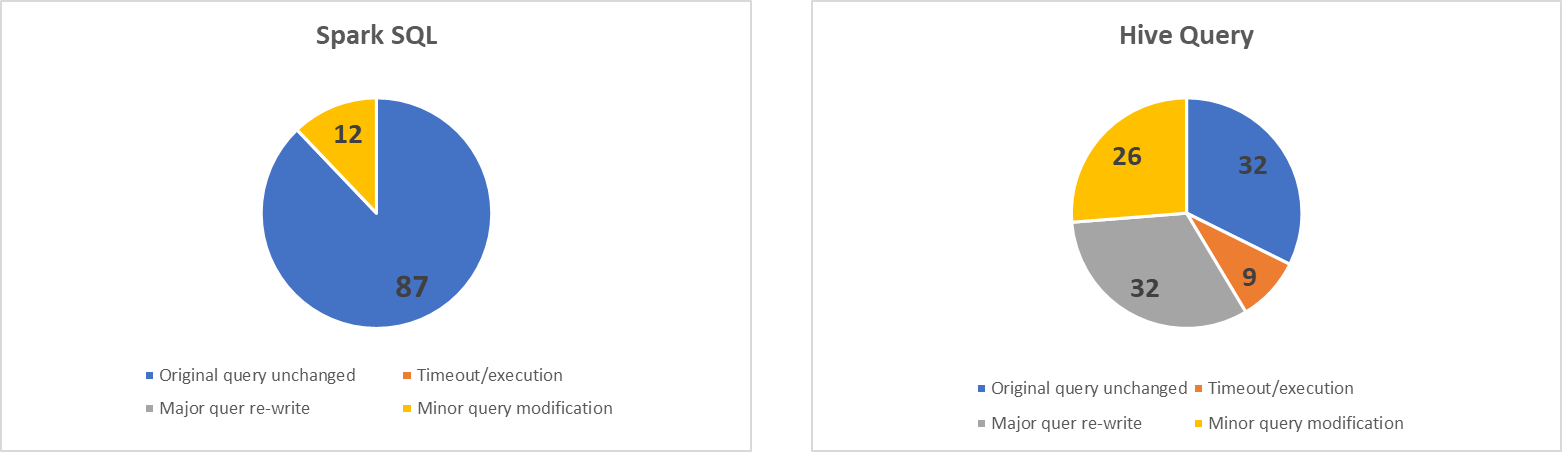 Spark SQL
12
87
Original query unchanged
Timeout/execution
Major quer re-write
Minor query modification
Hive Query
26
32
32
9
Original query unchanged
Timeout/execution
Major quer re-write
Minor query modification